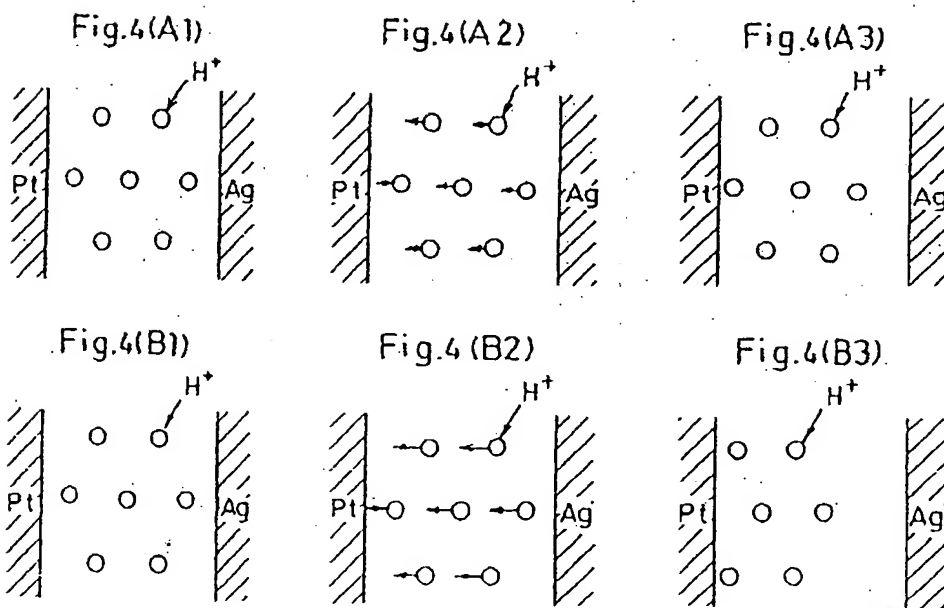 Fig.4(A1)
H+
Pt
Ag
Fig.4(A2)
H+
Pt
Ag
Fig.4(A3)
H+
Pt
Ag
Fig.4(B1)
H+
Pt
Ag
Fig.4(B2)
H+
Pt
Ag
Fig.4(B3)
H+
Pt
Ag